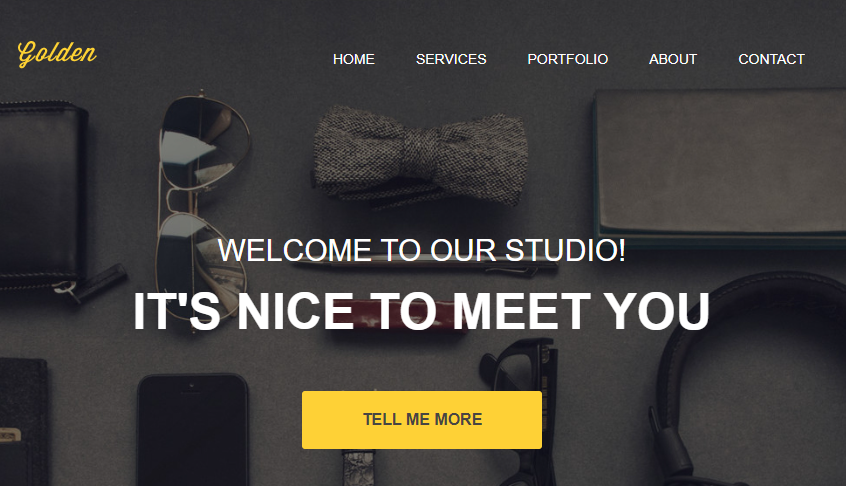 Golden
HOME SERVICES PORTFOLIO ABOUT CONTACT
WELCOME TO OUR STUDIO!
IT'S NICE TO MEET YOU
TELL ME MORE